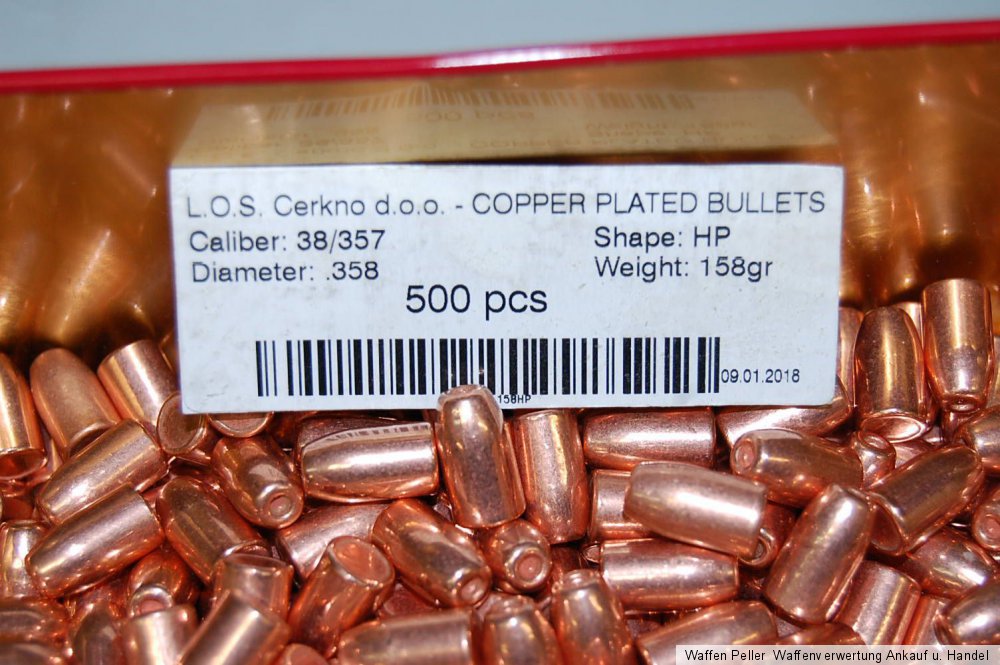 L.O.S. Cerkno d.o.o. - COPPER PLATED BULLETS
Caliber: 38/357 Shape: HP
Diameter: .358 Weight: 158gr
500 pcs
09.01.2018
158HP
Waffen Peller Waffenverwertung Ankauf u. Handel